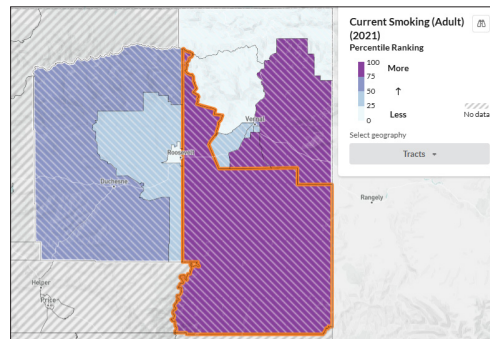 Current Smoking (Adult)
(2021)
Percentile Ranking
100
75
50
25
0
More
↑
Less
No data
Select geography
Tracts
Vernal
Roosevelt
Duchesne
Rangely
Helper
Price